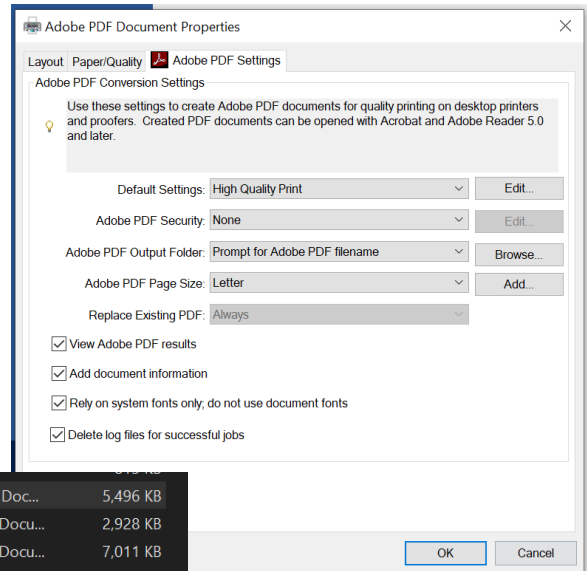 Adobe PDF Document Properties
Layout Paper/Quality Adobe PDF Settings
Adobe PDF Conversion Settings
Use these settings to create Adobe PDF documents for quality printing on desktop printers
and proofers. Created PDF documents can be opened with Acrobat and Adobe Reader 5.0
and later.
Default Settings: High Quality Print Edit...
Adobe PDF Security: None Edit...
Adobe PDF Output Folder: Prompt for Adobe PDF filename Browse...
Adobe PDF Page Size: Letter Add...
Replace Existing PDF: Always
View Adobe PDF results
Add document information
Rely on system fonts only; do not use document fonts
Delete log files for successful jobs
Doc... 5,496 KB
Docu... 2,928 KB
Docu... 7,011 KB
OK Cancel